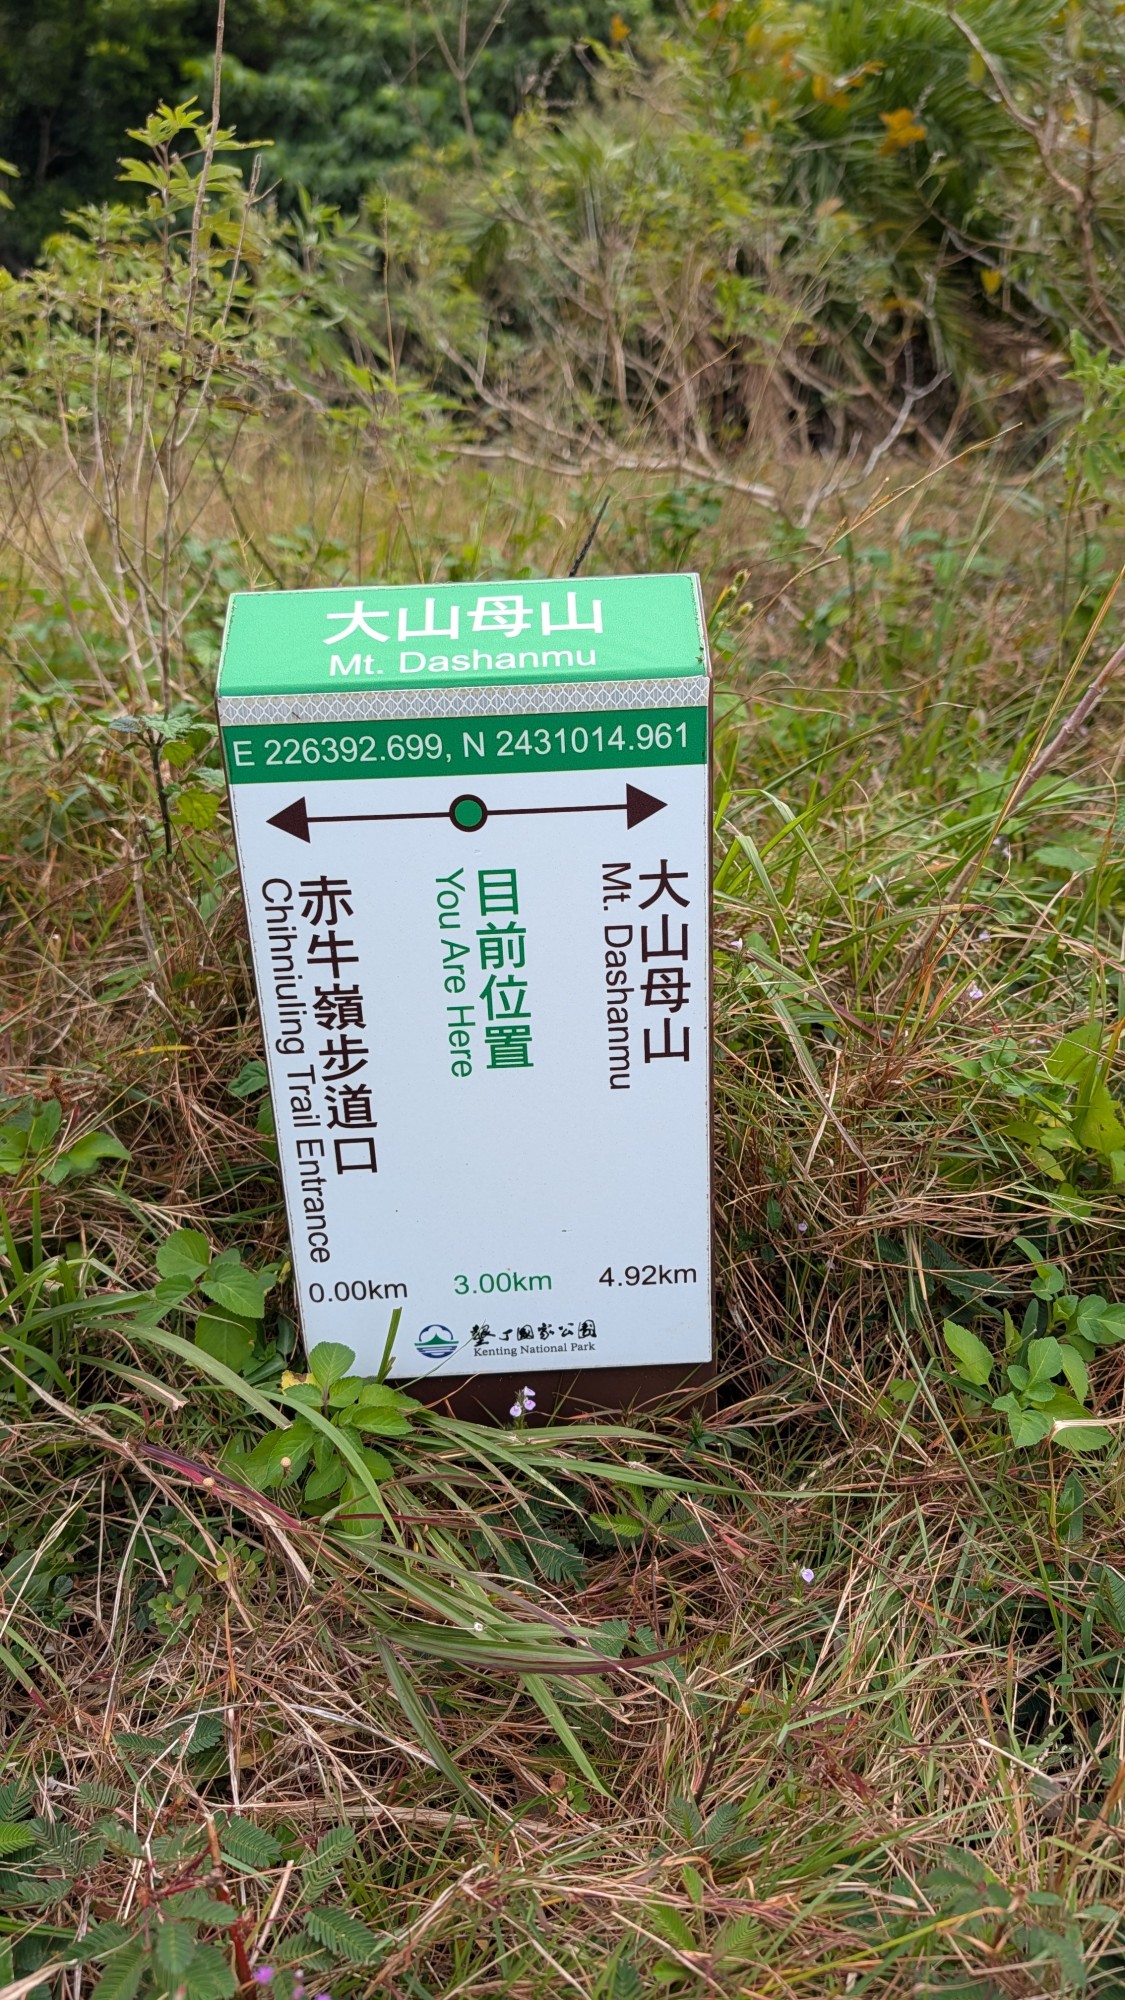 大山母山
Mt. Dashanmu
E 226392.699, N 2431014.961
赤牛嶺步道口
Chihniuling Trail Entrance
目前位置
You Are Here
大山母山
Mt. Dashanmu
0.00km
3.00km
4.92km
墾丁國家公園
Kenting National Park